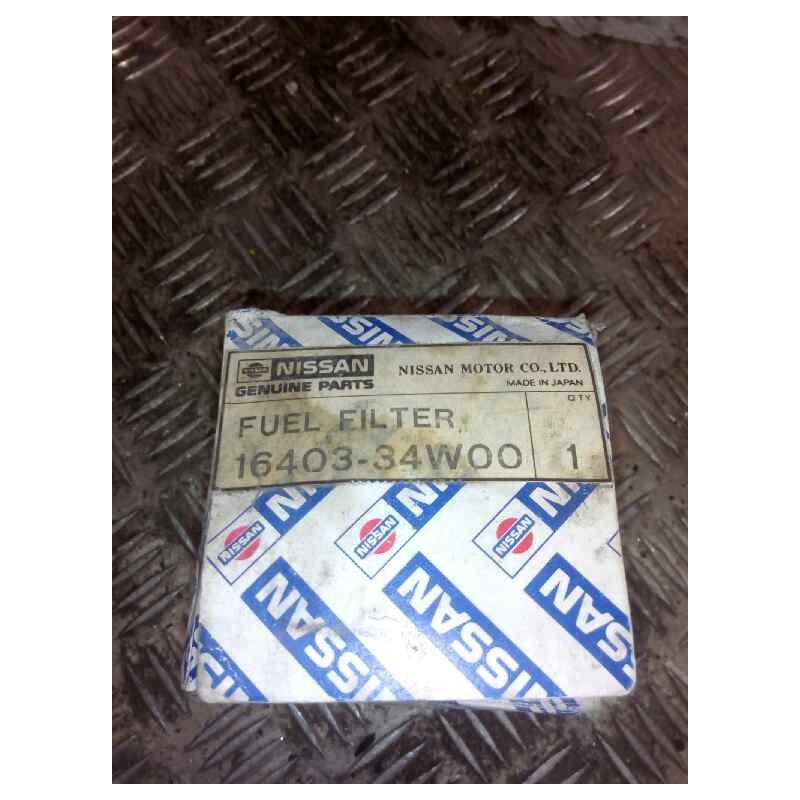 NISSAN
GENUINE PARTS
NISSAN MOTOR CO., LTD.
MADE IN JAPAN
QTY
FUEL FILTER
16403-34W00
1
NISSAN
NISSAN
NISSAN
NISSAN
NISSAN
NISSAN